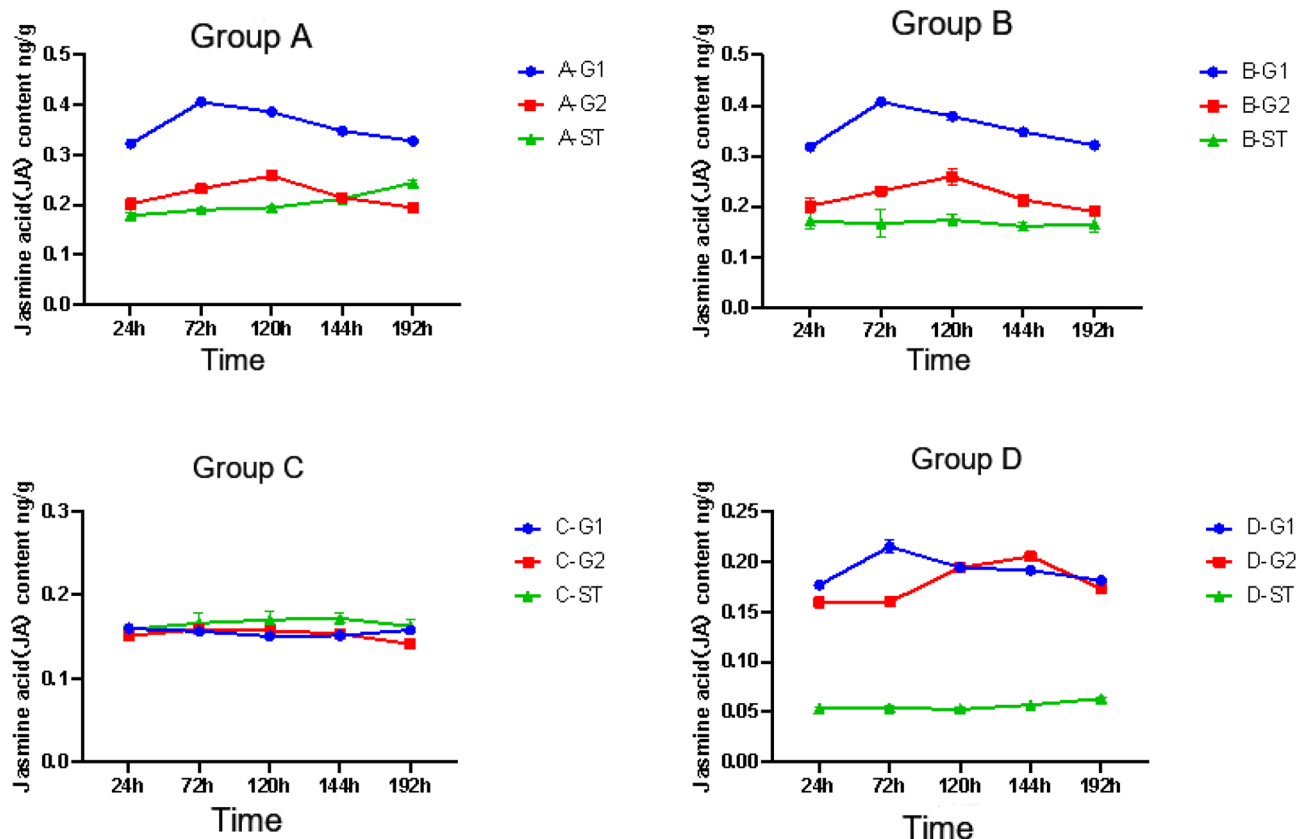 Group A
Jasmine acid(JA) content ng/g
0.5
0.4
0.3
0.2
0.1
0.0
24h 72h 120h 144h 192h
Time
A-G1
A-G2
A-ST
Group B
Jasmine acid(JA) content ng/g
0.5
0.4
0.3
0.2
0.1
0.0
24h 72h 120h 144h 192h
Time
B-G1
B-G2
B-ST
Group C
Jasmine acid(JA) content ng/g
0.3
0.2
0.1
0.0
24h 72h 120h 144h 192h
Time
C-G1
C-G2
C-ST
Group D
Jasmine acid(JA) content ng/g
0.25
0.20
0.15
0.10
0.05
0.00
24h 72h 120h 144h 192h
Time
D-G1
D-G2
D-ST